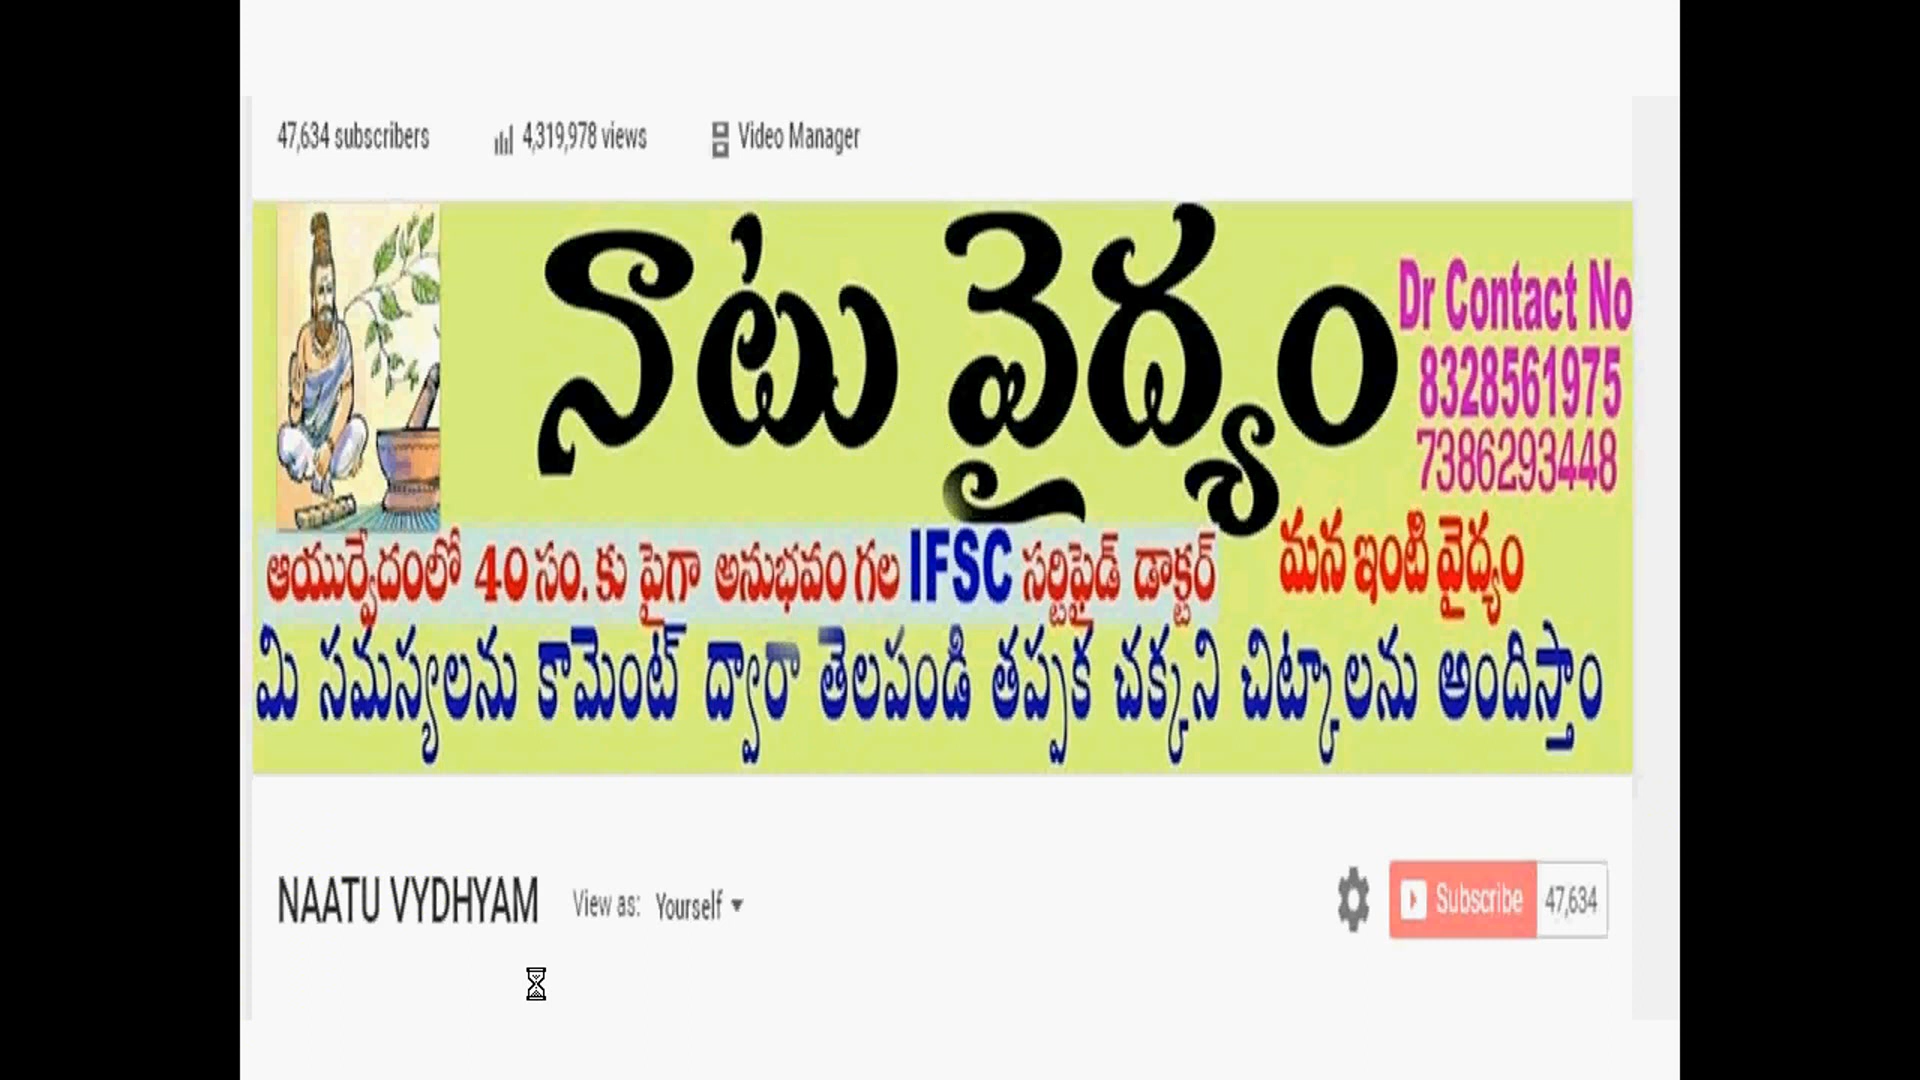 47,634 subscribers 4,319,978 views Video Manager
నాటు వైద్యం
Dr Contact No
8328561975
7386293448
ఆయుర్వేదంలో 40 సం. కు పైగా అనుభవం గల IFSC సర్టిఫైడ్ డాక్టర్
మన ఇంటి వైద్యం
మి సమస్యలను కామెంట్ ద్వారా తెలపండి తప్పక చక్కని చిట్కాలను అందిస్తాం
NAATU VYDHYAM View as: Yourself
Subscribe 47,634